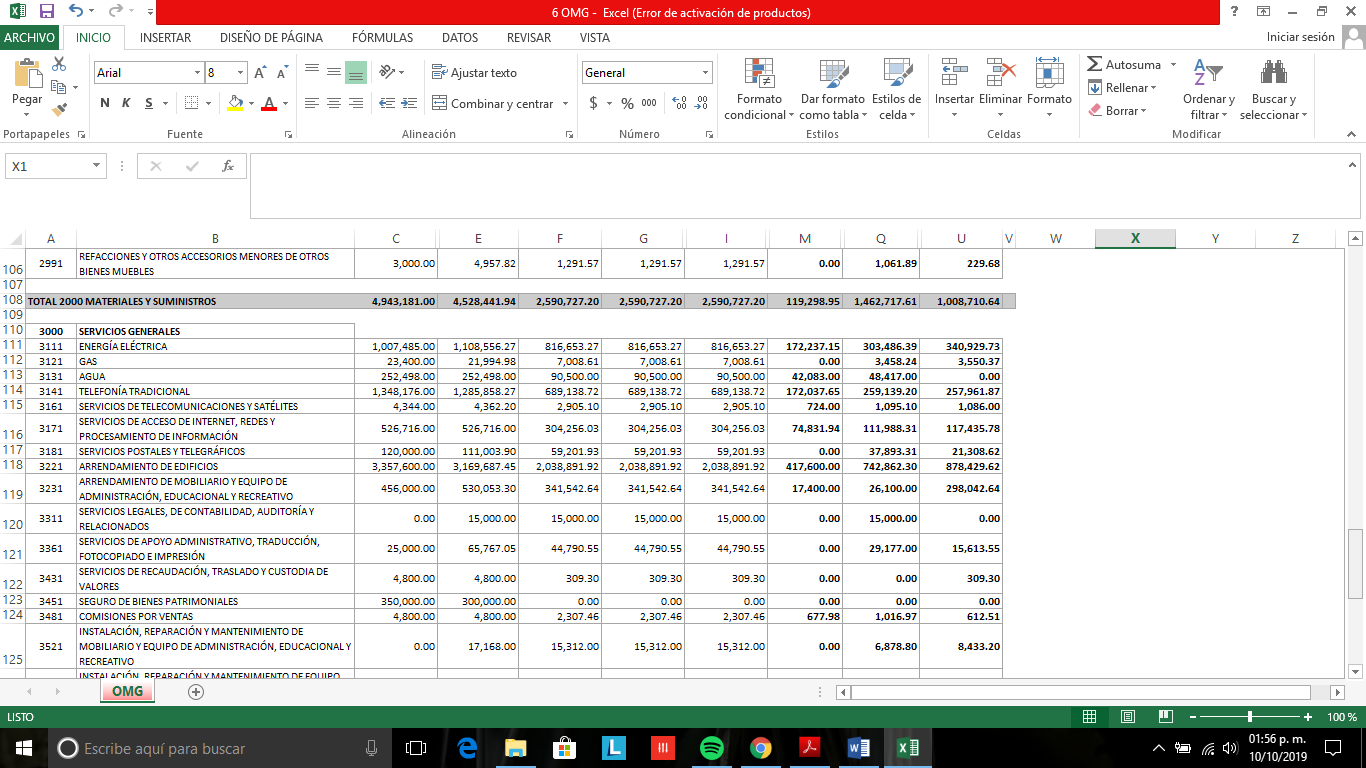 6 OMG - Excel (Error de activación de productos)
?
ARCHIVO INICIO INSERTAR DISEÑO DE PÁGINA FÓRMULAS DATOS REVISAR VISTA Iniciar sesión
Pegar
Arial 8 A A
N K S A
Ajustar texto
Combinar y centrar
General
$ % 000
Formato condicional
Dar formato como tabla
Estilos de celda
Insertar Eliminar Formato
Autosuma
Rellenar
Borrar
Ordenar y filtrar
Buscar y seleccionar
Portapapeles Fuente Alineación Número Estilos Celdas Modificar
X1 fx
A B C E F G I M Q U V W X Y Z
106 2991 REFACCIONES Y OTROS ACCESORIOS MENORES DE OTROS
BIENES MUEBLES 3,000.00 4,957.82 1,291.57 1,291.57 1,291.57 0.00 1,061.89 229.68
107
108 TOTAL 2000 MATERIALES Y SUMINISTROS 4,943,181.00 4,528,441.94 2,590,727.20 2,590,727.20 2,590,727.20 119,298.95 1,462,717.61 1,008,710.64
109
110 3000 SERVICIOS GENERALES
111 3111 ENERGÍA ELÉCTRICA 1,007,485.00 1,108,556.27 816,653.27 816,653.27 816,653.27 172,237.15 303,486.39 340,929.73
112 3121 GAS 23,400.00 21,994.98 7,008.61 7,008.61 7,008.61 0.00 3,458.24 3,550.37
113 3131 AGUA 252,498.00 252,498.00 90,500.00 90,500.00 90,500.00 42,083.00 48,417.00 0.00
114 3141 TELEFONÍA TRADICIONAL 1,348,176.00 1,285,858.27 689,138.72 689,138.72 689,138.72 172,037.65 259,139.20 257,961.87
115 3161 SERVICIOS DE TELECOMUNICACIONES Y SATÉLITES 4,344.00 4,362.20 2,905.10 2,905.10 2,905.10 724.00 1,095.10 1,086.00
116 3171 SERVICIOS DE ACCESO DE INTERNET, REDES Y
PROCESAMIENTO DE INFORMACIÓN 526,716.00 526,716.00 304,256.03 304,256.03 304,256.03 74,831.94 111,988.31 117,435.78
117 3181 SERVICIOS POSTALES Y TELEGRÁFICOS 120,000.00 111,003.90 59,201.93 59,201.93 59,201.93 0.00 37,893.31 21,308.62
118 3221 ARRENDAMIENTO DE EDIFICIOS 3,357,600.00 3,169,687.45 2,038,891.92 2,038,891.92 2,038,891.92 417,600.00 742,862.30 878,429.62
119 3231 ARRENDAMIENTO DE MOBILIARIO Y EQUIPO DE
ADMINISTRACIÓN, EDUCACIONAL Y RECREATIVO 456,000.00 530,053.30 341,542.64 341,542.64 341,542.64 17,400.00 26,100.00 298,042.64
120 3311 SERVICIOS LEGALES, DE CONTABILIDAD, AUDITORÍA Y
RELACIONADOS 0.00 15,000.00 15,000.00 15,000.00 15,000.00 0.00 15,000.00 0.00
121 3361 SERVICIOS DE APOYO ADMINISTRATIVO, TRADUCCIÓN,
FOTOCOPIADO E IMPRESIÓN 25,000.00 65,767.05 44,790.55 44,790.55 44,790.55 0.00 29,177.00 15,613.55
122 3431 SERVICIOS DE RECAUDACIÓN, TRASLADO Y CUSTODIA DE
VALORES 4,800.00 4,800.00 309.30 309.30 309.30 0.00 0.00 309.30
123 3451 SEGURO DE BIENES PATRIMONIALES 350,000.00 300,000.00 0.00 0.00 0.00 0.00 0.00 0.00
124 3481 COMISIONES POR VENTAS 4,800.00 4,800.00 2,307.46 2,307.46 2,307.46 677.98 1,016.97 612.51
125 3521 INSTALACIÓN, REPARACIÓN Y MANTENIMIENTO DE
MOBILIARIO Y EQUIPO DE ADMINISTRACIÓN, EDUCACIONAL Y
RECREATIVO 0.00 17,168.00 15,312.00 15,312.00 15,312.00 0.00 6,878.80 8,433.20
INSTALACIÓN, REPARACIÓN Y MANTENIMIENTO DE EQUIPO
OMG
LISTO 100 %
Escribe aquí para buscar
01:56 p. m.
10/10/2019